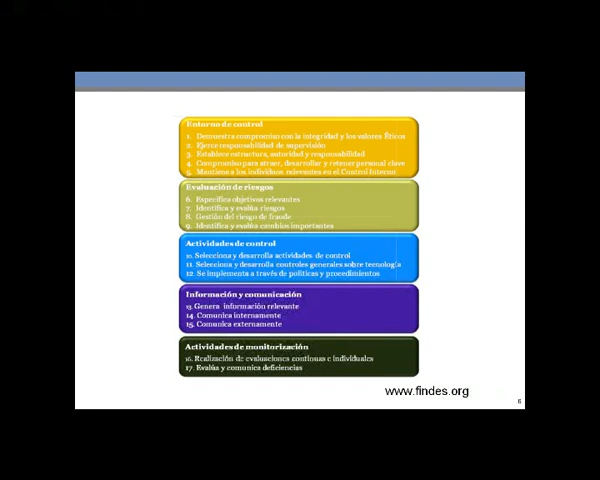 Entorno de control
1. Demuestra compromiso con la integridad y los valores Éticos
2. Ejerce responsabilidad de supervisión
3. Establece estructura, autoridad y responsabilidad
4. Compromiso para atraer, desarrollar y retener personal clave
5. Mantiene a los individuos relevantes en el Control Interno
Evaluación de riesgos
6. Especifica objetivos relevantes
7. Identifica y evalúa riesgos
8. Gestión del riesgo de fraude
9. Identifica y evalúa cambios importantes
Actividades de control
10. Selecciona y desarrolla actividades de control
11. Selecciona y desarrolla controles generales sobre tecnología
12. Se implementa a través de políticas y procedimientos
Información y comunicación
13. Genera información relevante
14. Comunica internamente
15. Comunica externamente
Actividades de monitorización
16. Realización de evaluaciones continuas e individuales
17. Evalúa y comunica deficiencias
www.findes.org
6